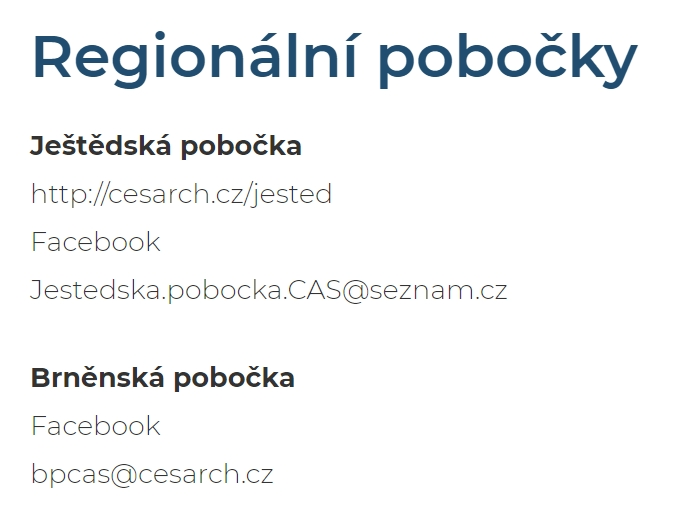 Regionální pobočky
Ještědská pobočka
http://cesarch.cz/jested
Facebook
Jestedska.pobocka.CAS@seznam.cz
Brněnská pobočka
Facebook
bpcas@cesarch.cz